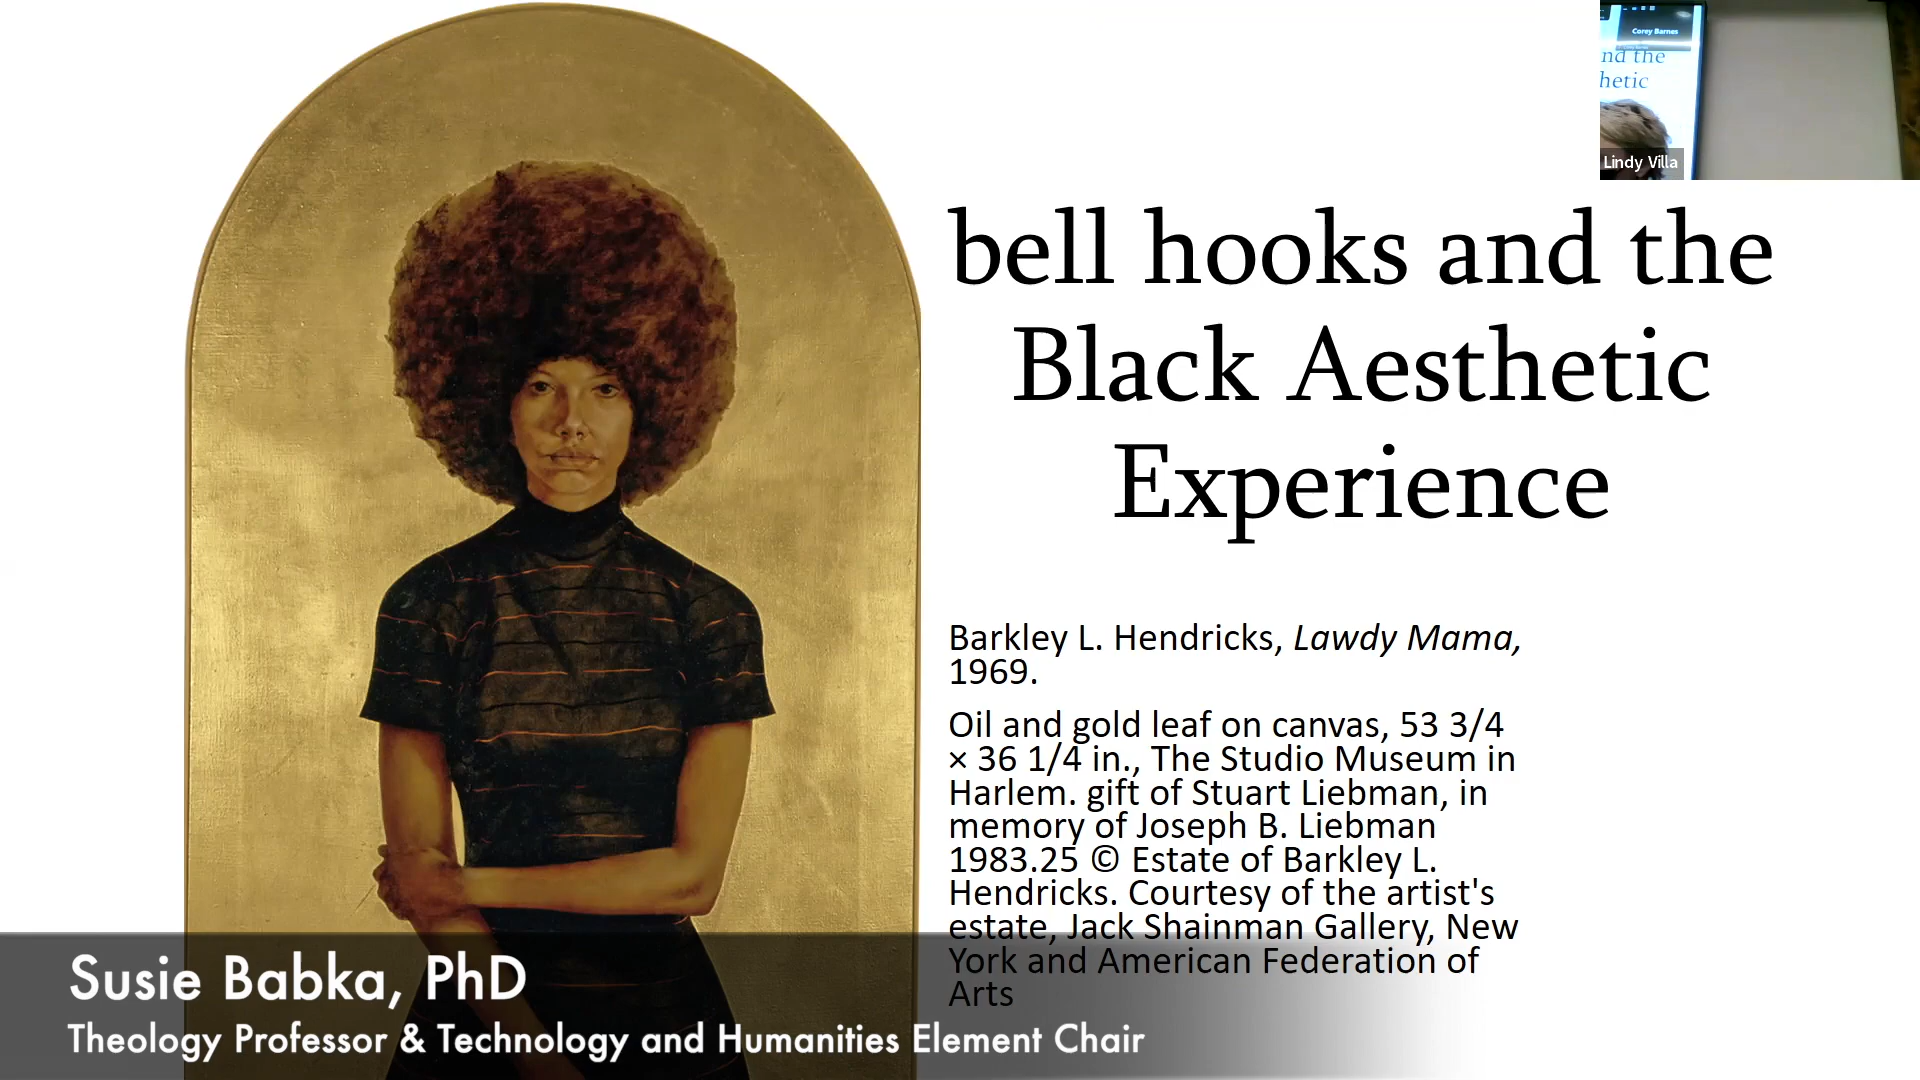 Corey Barnes
nd the
hetic
Lindy Villa
bell hooks and the
Black Aesthetic
Experience
Barkley L. Hendricks, Lawdy Mama,
1969.
Oil and gold leaf on canvas, 53 3/4
× 36 1/4 in., The Studio Museum in
Harlem. gift of Stuart Liebman, in
memory of Joseph B. Liebman
1983.25 © Estate of Barkley L.
Hendricks. Courtesy of the artist's
estate, Jack Shainman Gallery, New
York and American Federation of
Arts
Susie Babka, PhD
Theology Professor & Technology and Humanities Element Chair